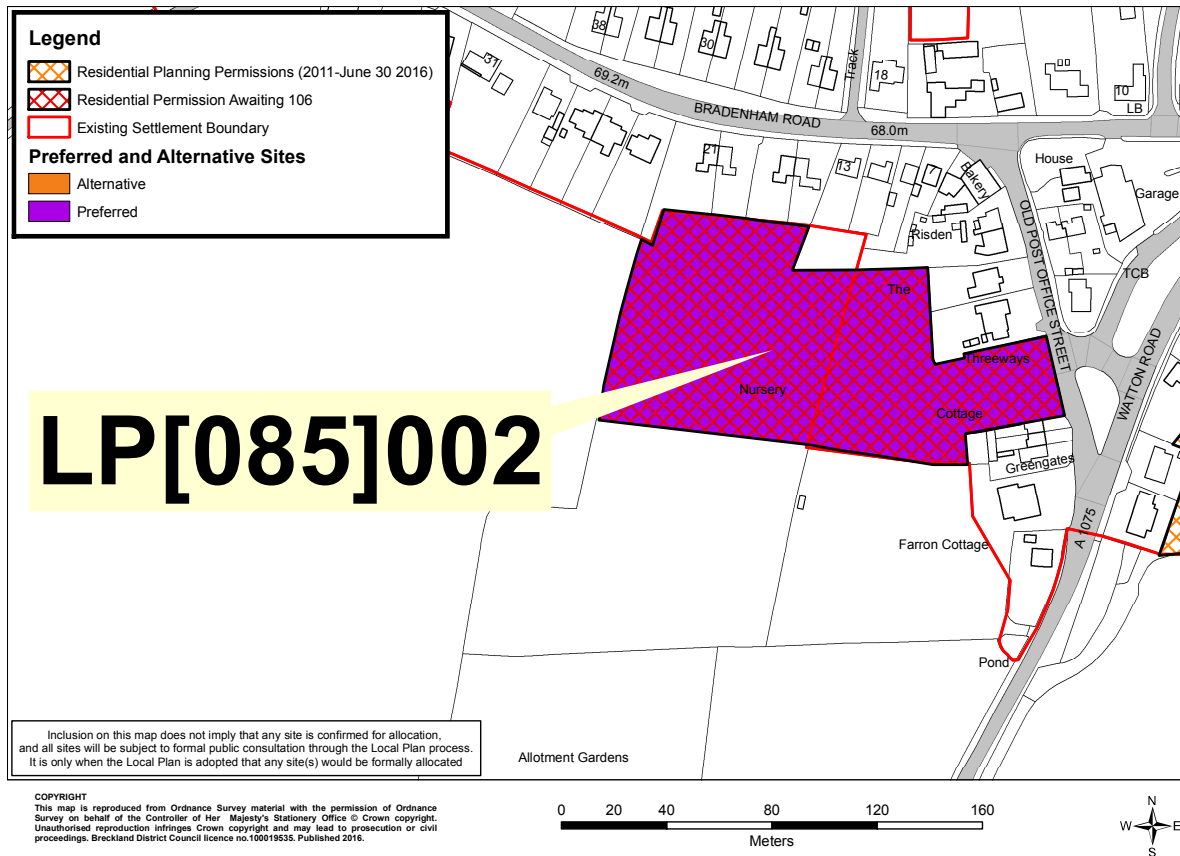 Legend
Residential Planning Permissions (2011-June 30 2016)
Residential Permission Awaiting 106
Existing Settlement Boundary
Preferred and Alternative Sites
Alternative
Preferred
38
30
31
69.2m
Track
18
10
LB
BRADENHAM ROAD
68.0m
21
13
7
Bakery
House
Garage
Risden
OLD POST OFFICE STREET
TCB
The
Threeways
WATTON ROAD
Nursery
Cottage
LP[085]002
Greengates
A 1075
Farron Cottage
Pond
Allotment Gardens
Inclusion on this map does not imply that any site is confirmed for allocation,
and all sites will be subject to formal public consultation through the Local Plan process.
It is only when the Local Plan is adopted that any site(s) would be formally allocated
COPYRIGHT
This map is reproduced from Ordnance Survey material with the permission of Ordnance
Survey on behalf of the Controller of Her Majesty's Stationery Office © Crown copyright.
Unauthorised reproduction infringes Crown copyright and may lead to prosecution or civil
proceedings. Breckland District Council licence no.100019535. Published 2016.
0 20 40 80 120 160
Meters
N
W E
S